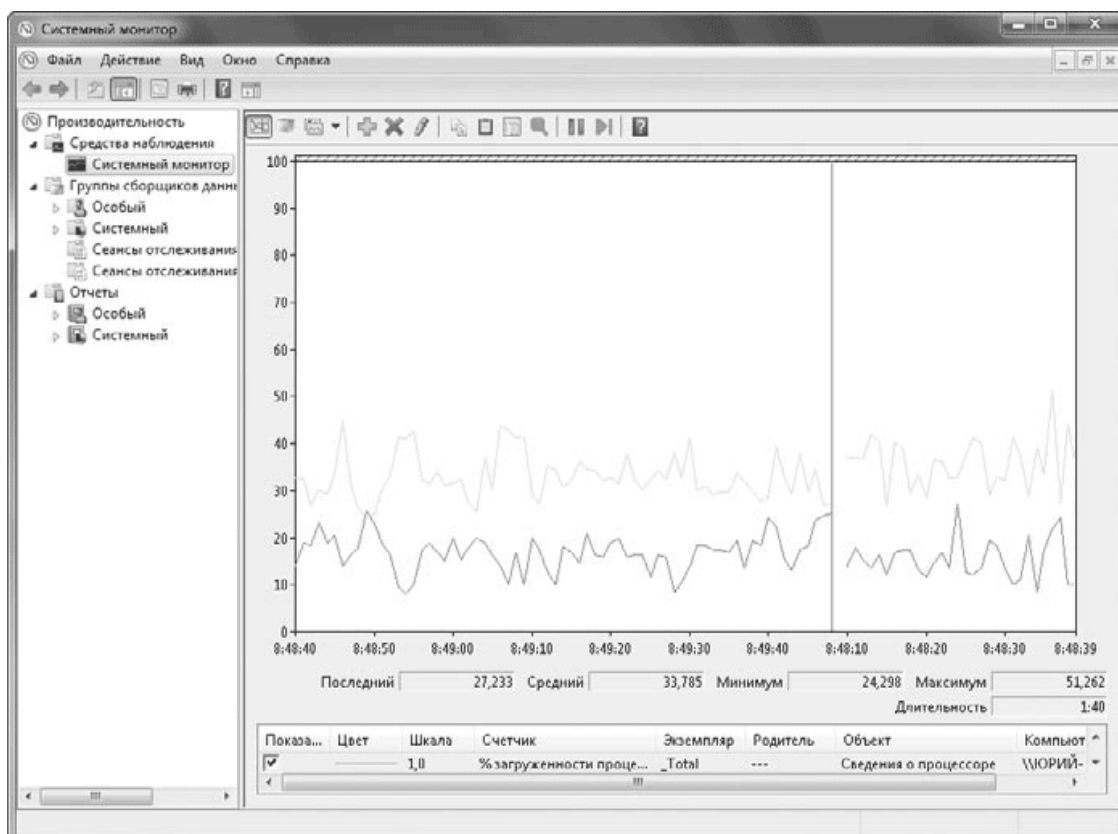 Системный монитор
Файл Действие Вид Окно Справка
Производительность
Средства наблюдения
Системный монитор
Группы сборщиков даннь
Особый
Системный
Сеансы отслеживания
Сеансы отслеживания
Отчеты
Особый
Системный
100
90
80
70
60
50
40
30
20
10
0
8:48:40 8:48:50 8:49:00 8:49:10 8:49:20 8:49:30 8:49:40 8:48:10 8:48:20 8:48:30 8:48:39
Последний 27,233 Средний 33,785 Минимум 24,298 Максимум 51,262
Длительность 1:40
Показа... Цвет Шкала Счетчик Экземпляр Родитель Объект Компьют
1,0 % загруженности проце... _Total --- Сведения о процессоре \\ЮРИЙ-